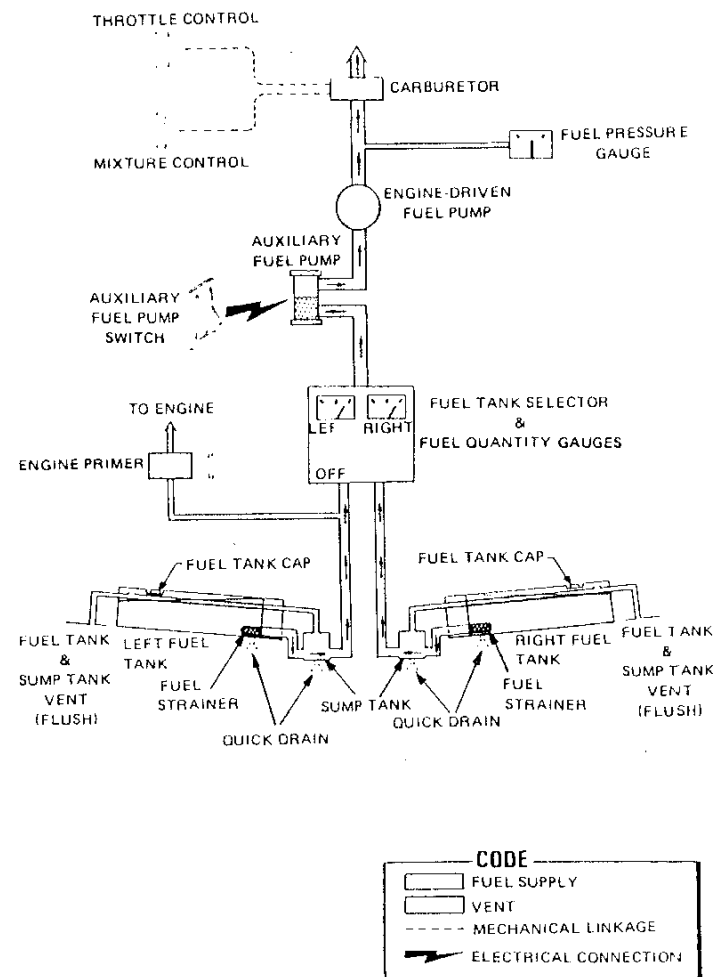 THROTTLE CONTROL
CARBURETOR
MIXTURE CONTROL
FUEL PRESSURE
GAUGE
ENGINE-DRIVEN
FUEL PUMP
AUXILIARY
FUEL PUMP
AUXILIARY
FUEL PUMP
SWITCH
TO ENGINE
ENGINE PRIMER
LEF
RIGHT
OFF
FUEL TANK SELECTOR
&
FUEL QUANTITY GAUGES
FUEL TANK CAP
FUEL TANK CAP
FUEL TANK
&
SUMP TANK
VENT
(FLUSH)
LEFT FUEL
TANK
FUEL
STRAINER
QUICK DRAIN
SUMP TANK
QUICK DRAIN
RIGHT FUEL
TANK
FUEL
STRAINER
FUEL TANK
&
SUMP TANK
VENT
(FLUSH)
CODE
FUEL SUPPLY
VENT
MECHANICAL LINKAGE
ELECTRICAL CONNECTION